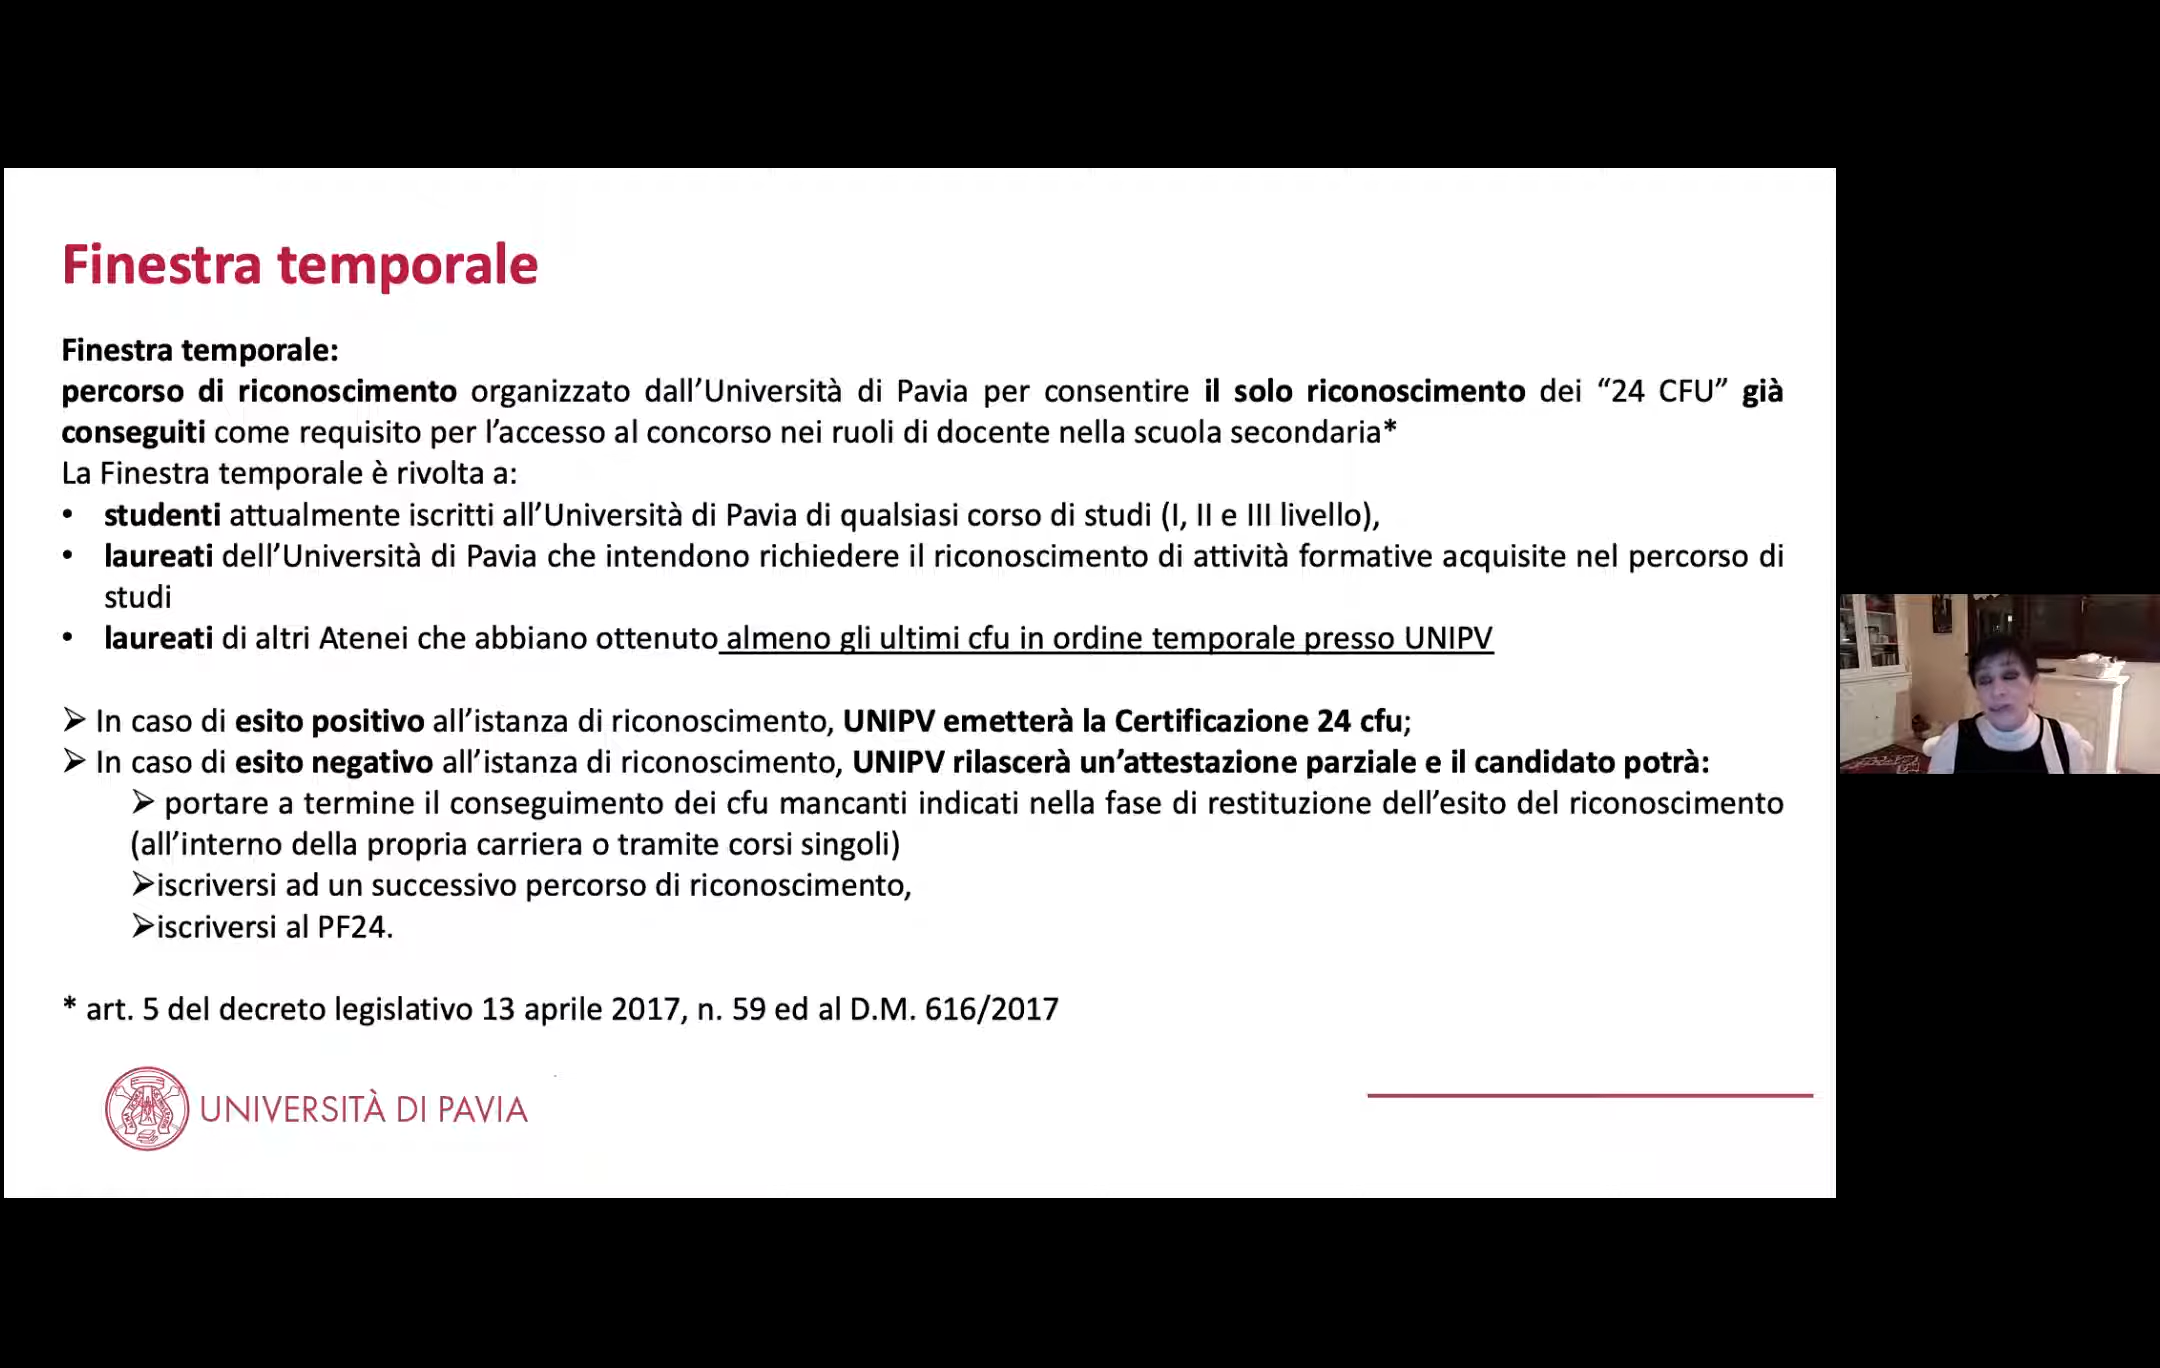 Finestra temporale
Finestra temporale:
percorso di riconoscimento organizzato dall’Università di Pavia per consentire il solo riconoscimento dei “24 CFU” già
conseguiti come requisito per l’accesso al concorso nei ruoli di docente nella scuola secondaria*
La Finestra temporale è rivolta a:
• studenti attualmente iscritti all’Università di Pavia di qualsiasi corso di studi (I, II e III livello),
• laureati dell’Università di Pavia che intendono richiedere il riconoscimento di attività formative acquisite nel percorso di
studi
• laureati di altri Atenei che abbiano ottenuto almeno gli ultimi cfu in ordine temporale presso UNIPV
➢ In caso di esito positivo all’istanza di riconoscimento, UNIPV emetterà la Certificazione 24 cfu;
➢ In caso di esito negativo all’istanza di riconoscimento, UNIPV rilascerà un’attestazione parziale e il candidato potrà:
➢ portare a termine il conseguimento dei cfu mancanti indicati nella fase di restituzione dell’esito del riconoscimento
(all’interno della propria carriera o tramite corsi singoli)
➢iscriversi ad un successivo percorso di riconoscimento,
➢iscriversi al PF24.
* art. 5 del decreto legislativo 13 aprile 2017, n. 59 ed al D.M. 616/2017
UNIVERSITÀ DI PAVIA